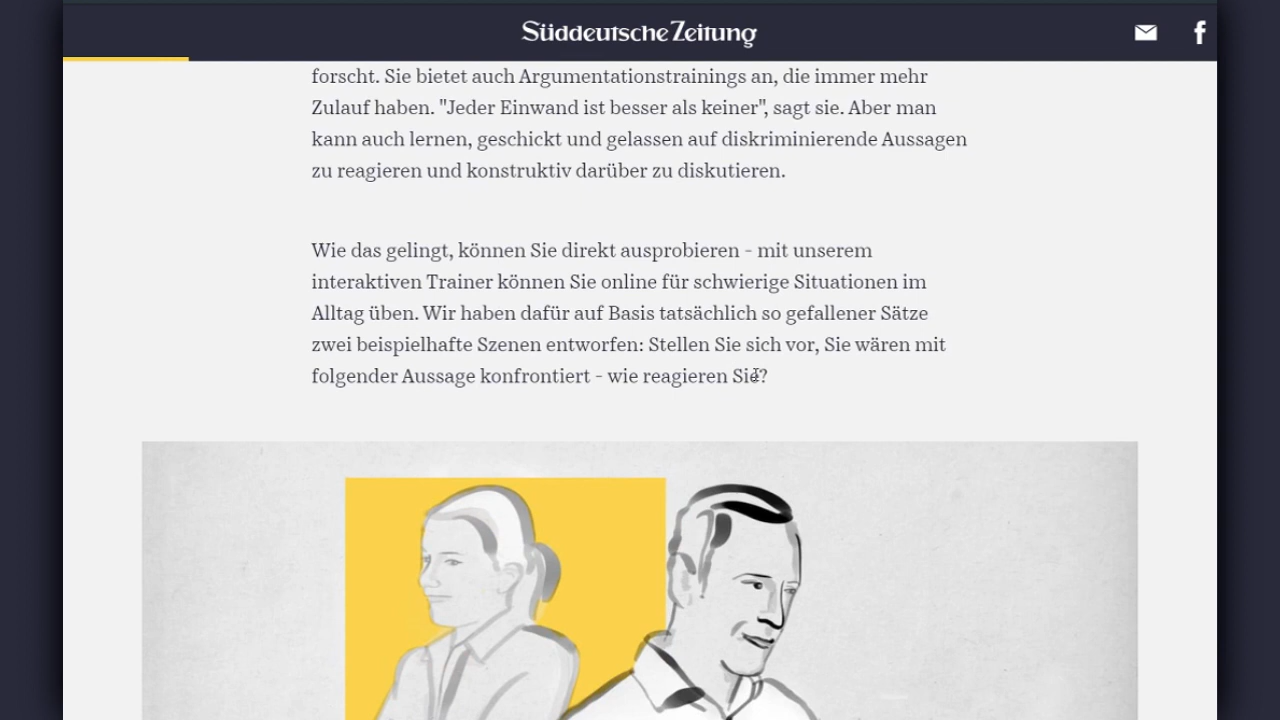 Süddeutsche Zeitung
forscht. Sie bietet auch Argumentationstrainings an, die immer mehr
Zulauf haben. "Jeder Einwand ist besser als keiner", sagt sie. Aber man
kann auch lernen, geschickt und gelassen auf diskriminierende Aussagen
zu reagieren und konstruktiv darüber zu diskutieren.
Wie das gelingt, können Sie direkt ausprobieren - mit unserem
interaktiven Trainer können Sie online für schwierige Situationen im
Alltag üben. Wir haben dafür auf Basis tatsächlich so gefallener Sätze
zwei beispielhafte Szenen entworfen: Stellen Sie sich vor, Sie wären mit
folgender Aussage konfrontiert - wie reagieren Sie?